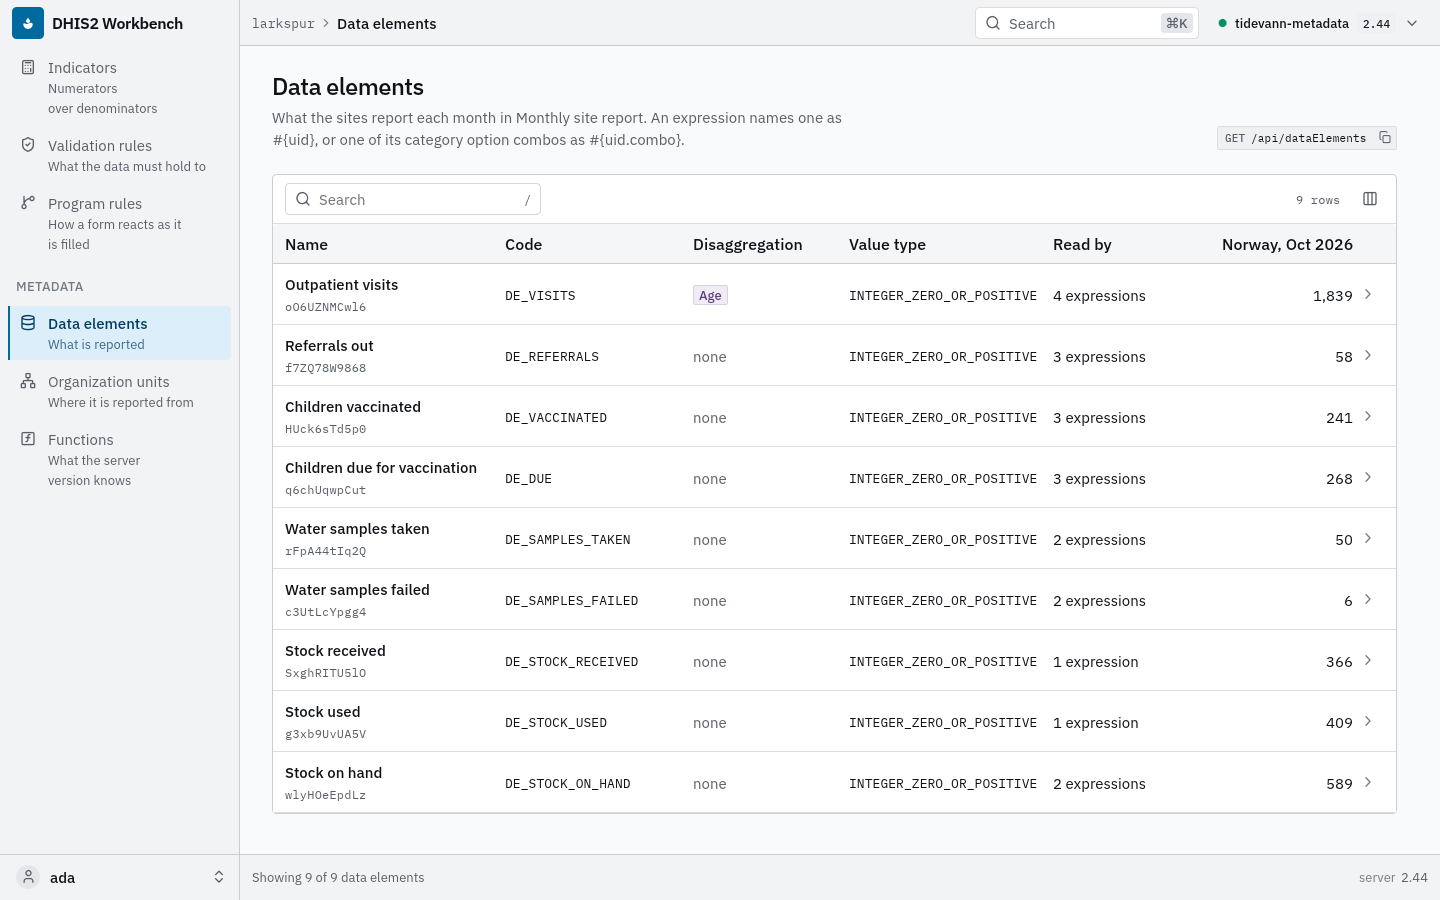 DHIS2 Workbench
Indicators
Numerators
over denominators
Validation rules
What the data must hold to
Program rules
How a form reacts as it
is filled
METADATA
Data elements
What is reported
Organization units
Where it is reported from
Functions
What the server
version knows
ada
larkspur > Data elements
Search ⌘K
tidevann-metadata 2.44
Data elements
What the sites report each month in Monthly site report. An expression names one as
#{uid}, or one of its category option combos as #{uid.combo}.
GET /api/dataElements
Search /
9 rows
Name Code Disaggregation Value type Read by Norway, Oct 2026
Outpatient visits
oO6UZNMCwl6
DE_VISITS Age INTEGER_ZERO_OR_POSITIVE 4 expressions 1,839
Referrals out
f7ZQ78W9868
DE_REFERRALS none INTEGER_ZERO_OR_POSITIVE 3 expressions 58
Children vaccinated
HUck6sTd5p0
DE_VACCINATED none INTEGER_ZERO_OR_POSITIVE 3 expressions 241
Children due for vaccination
q6chUqwpCut
DE_DUE none INTEGER_ZERO_OR_POSITIVE 3 expressions 268
Water samples taken
rFpA44tIq2Q
DE_SAMPLES_TAKEN none INTEGER_ZERO_OR_POSITIVE 2 expressions 50
Water samples failed
c3UtLcYpgg4
DE_SAMPLES_FAILED none INTEGER_ZERO_OR_POSITIVE 2 expressions 6
Stock received
SxghRITU5lO
DE_STOCK_RECEIVED none INTEGER_ZERO_OR_POSITIVE 1 expression 366
Stock used
g3xb9UvUA5V
DE_STOCK_USED none INTEGER_ZERO_OR_POSITIVE 1 expression 409
Stock on hand
wlyHOeEpdLz
DE_STOCK_ON_HAND none INTEGER_ZERO_OR_POSITIVE 2 expressions 589
Showing 9 of 9 data elements
server 2.44